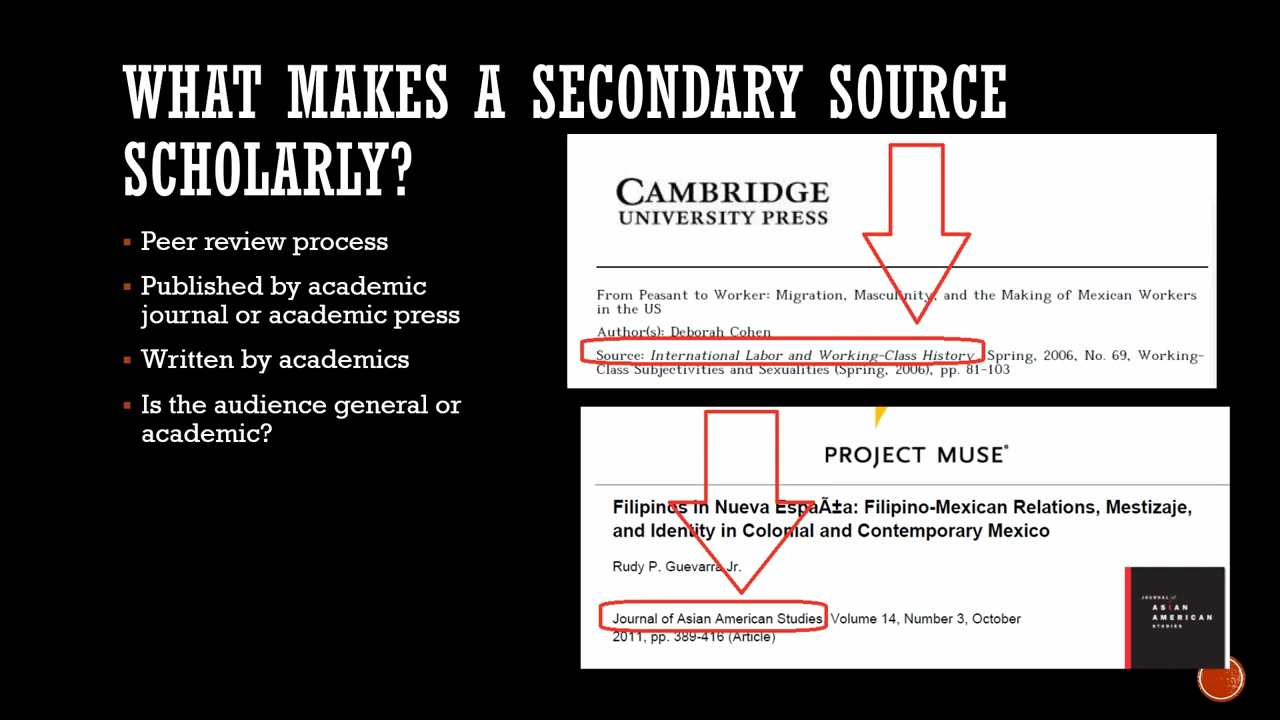 WHAT MAKES A SECONDARY SOURCE
SCHOLARLY?
Peer review process
Published by academic
journal or academic press
Written by academics
Is the audience general or
academic?
CAMBRIDGE
UNIVERSITY PRESS
From Peasant to Worker: Migration, Masculinity, and the Making of Mexican Workers
in the US
Author(s): Deborah Cohen
Source: International Labor and Working-Class History, Spring, 2006, No. 69, Working-
Class Subjectivities and Sexualities (Spring, 2006), pp. 81-103
PROJECT MUSE®
Filipinos in Nueva EspaÃ±a: Filipino-Mexican Relations, Mestizaje,
and Identity in Colonial and Contemporary Mexico
Rudy P. Guevarra Jr.
Journal of Asian American Studies, Volume 14, Number 3, October
2011, pp. 389-416 (Article)
JOURNAL of
ASIAN
AMERICAN
STUDIES